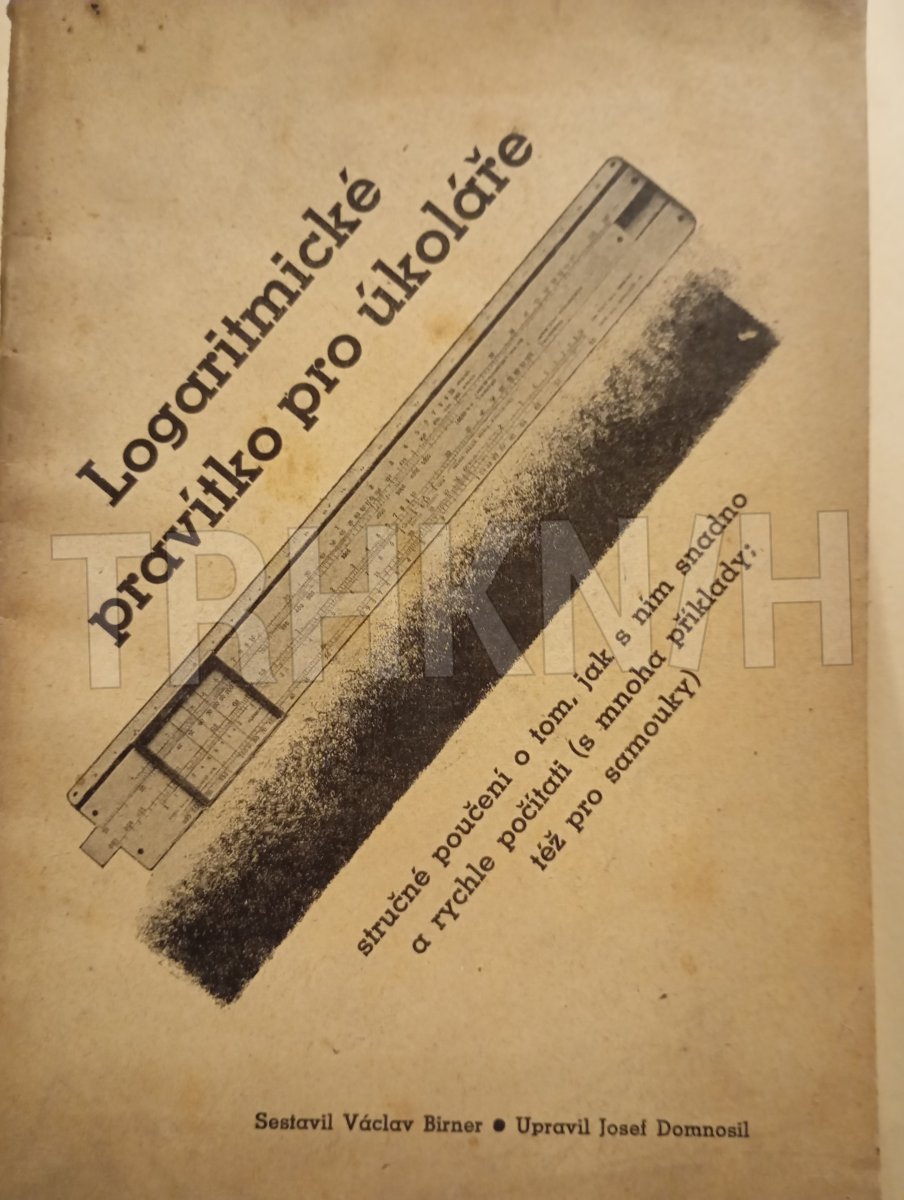 Logaritmické
pravítko pro úkoláře
TRHKNIH
stručné poučení o tom, jak s ním snadno
a rychle počítati (s mnoha příklady;
též pro samouky)
Sestavil Václav Birner ● Upravil Josef Domnosil